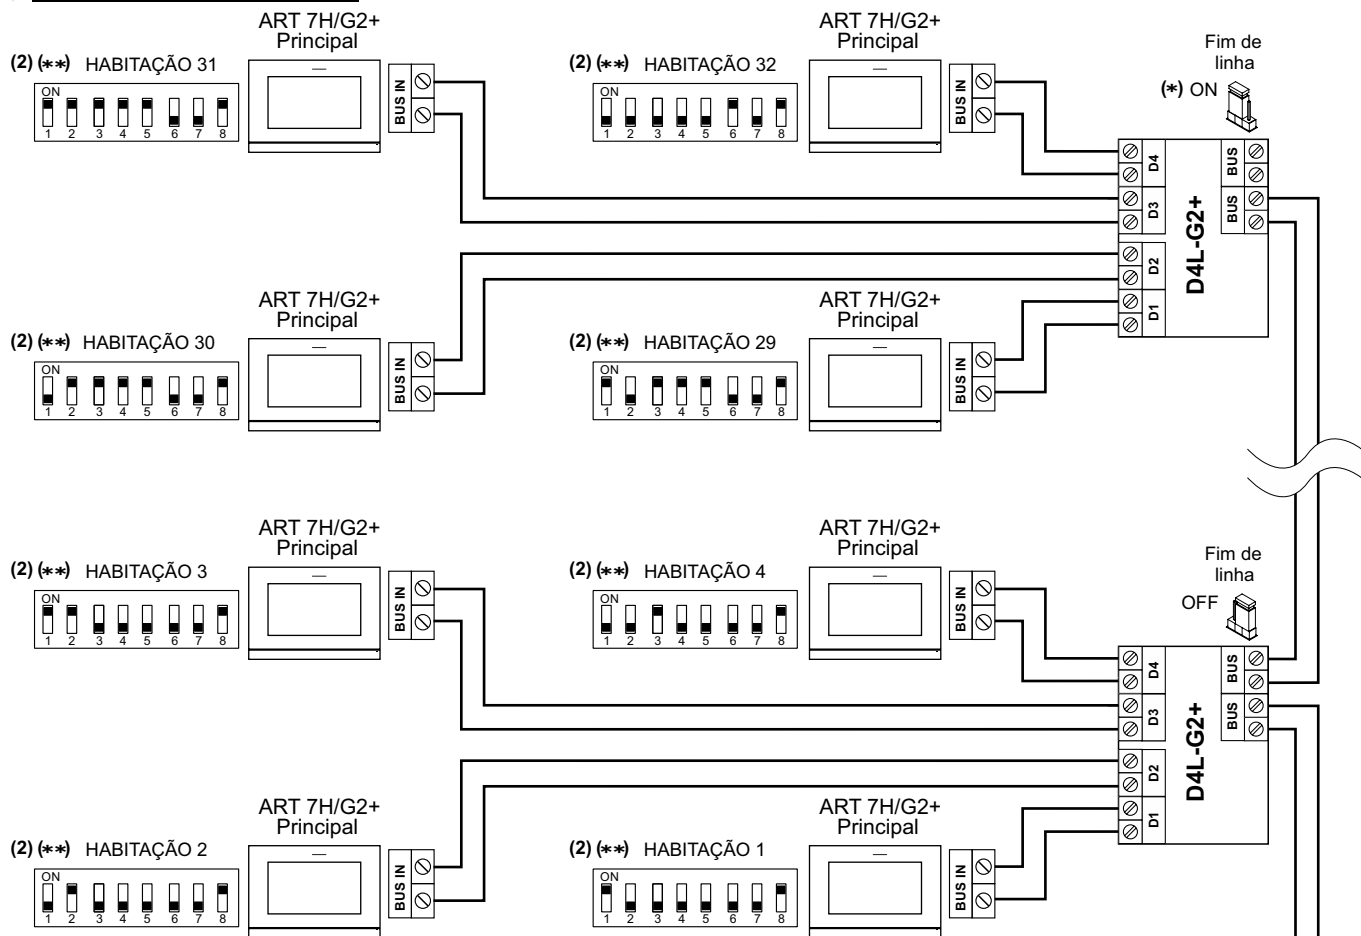 ART 7H/G2+
Principal
(2) (**) HABITAÇÃO 31
ON
1 2 3 4 5 6 7 8
BUS IN
ART 7H/G2+
Principal
(2) (**) HABITAÇÃO 32
ON
1 2 3 4 5 6 7 8
BUS IN
Fim de
linha
(*) ON
D4
D3
D2
D1
D4L-G2+
BUS
BUS
ART 7H/G2+
Principal
(2) (**) HABITAÇÃO 30
ON
1 2 3 4 5 6 7 8
BUS IN
ART 7H/G2+
Principal
(2) (**) HABITAÇÃO 29
ON
1 2 3 4 5 6 7 8
BUS IN
ART 7H/G2+
Principal
(2) (**) HABITAÇÃO 3
ON
1 2 3 4 5 6 7 8
BUS IN
ART 7H/G2+
Principal
(2) (**) HABITAÇÃO 4
ON
1 2 3 4 5 6 7 8
BUS IN
Fim de
linha
OFF
D4
D3
D2
D1
D4L-G2+
BUS
BUS
ART 7H/G2+
Principal
(2) (**) HABITAÇÃO 2
ON
1 2 3 4 5 6 7 8
BUS IN
ART 7H/G2+
Principal
(2) (**) HABITAÇÃO 1
ON
1 2 3 4 5 6 7 8
BUS IN